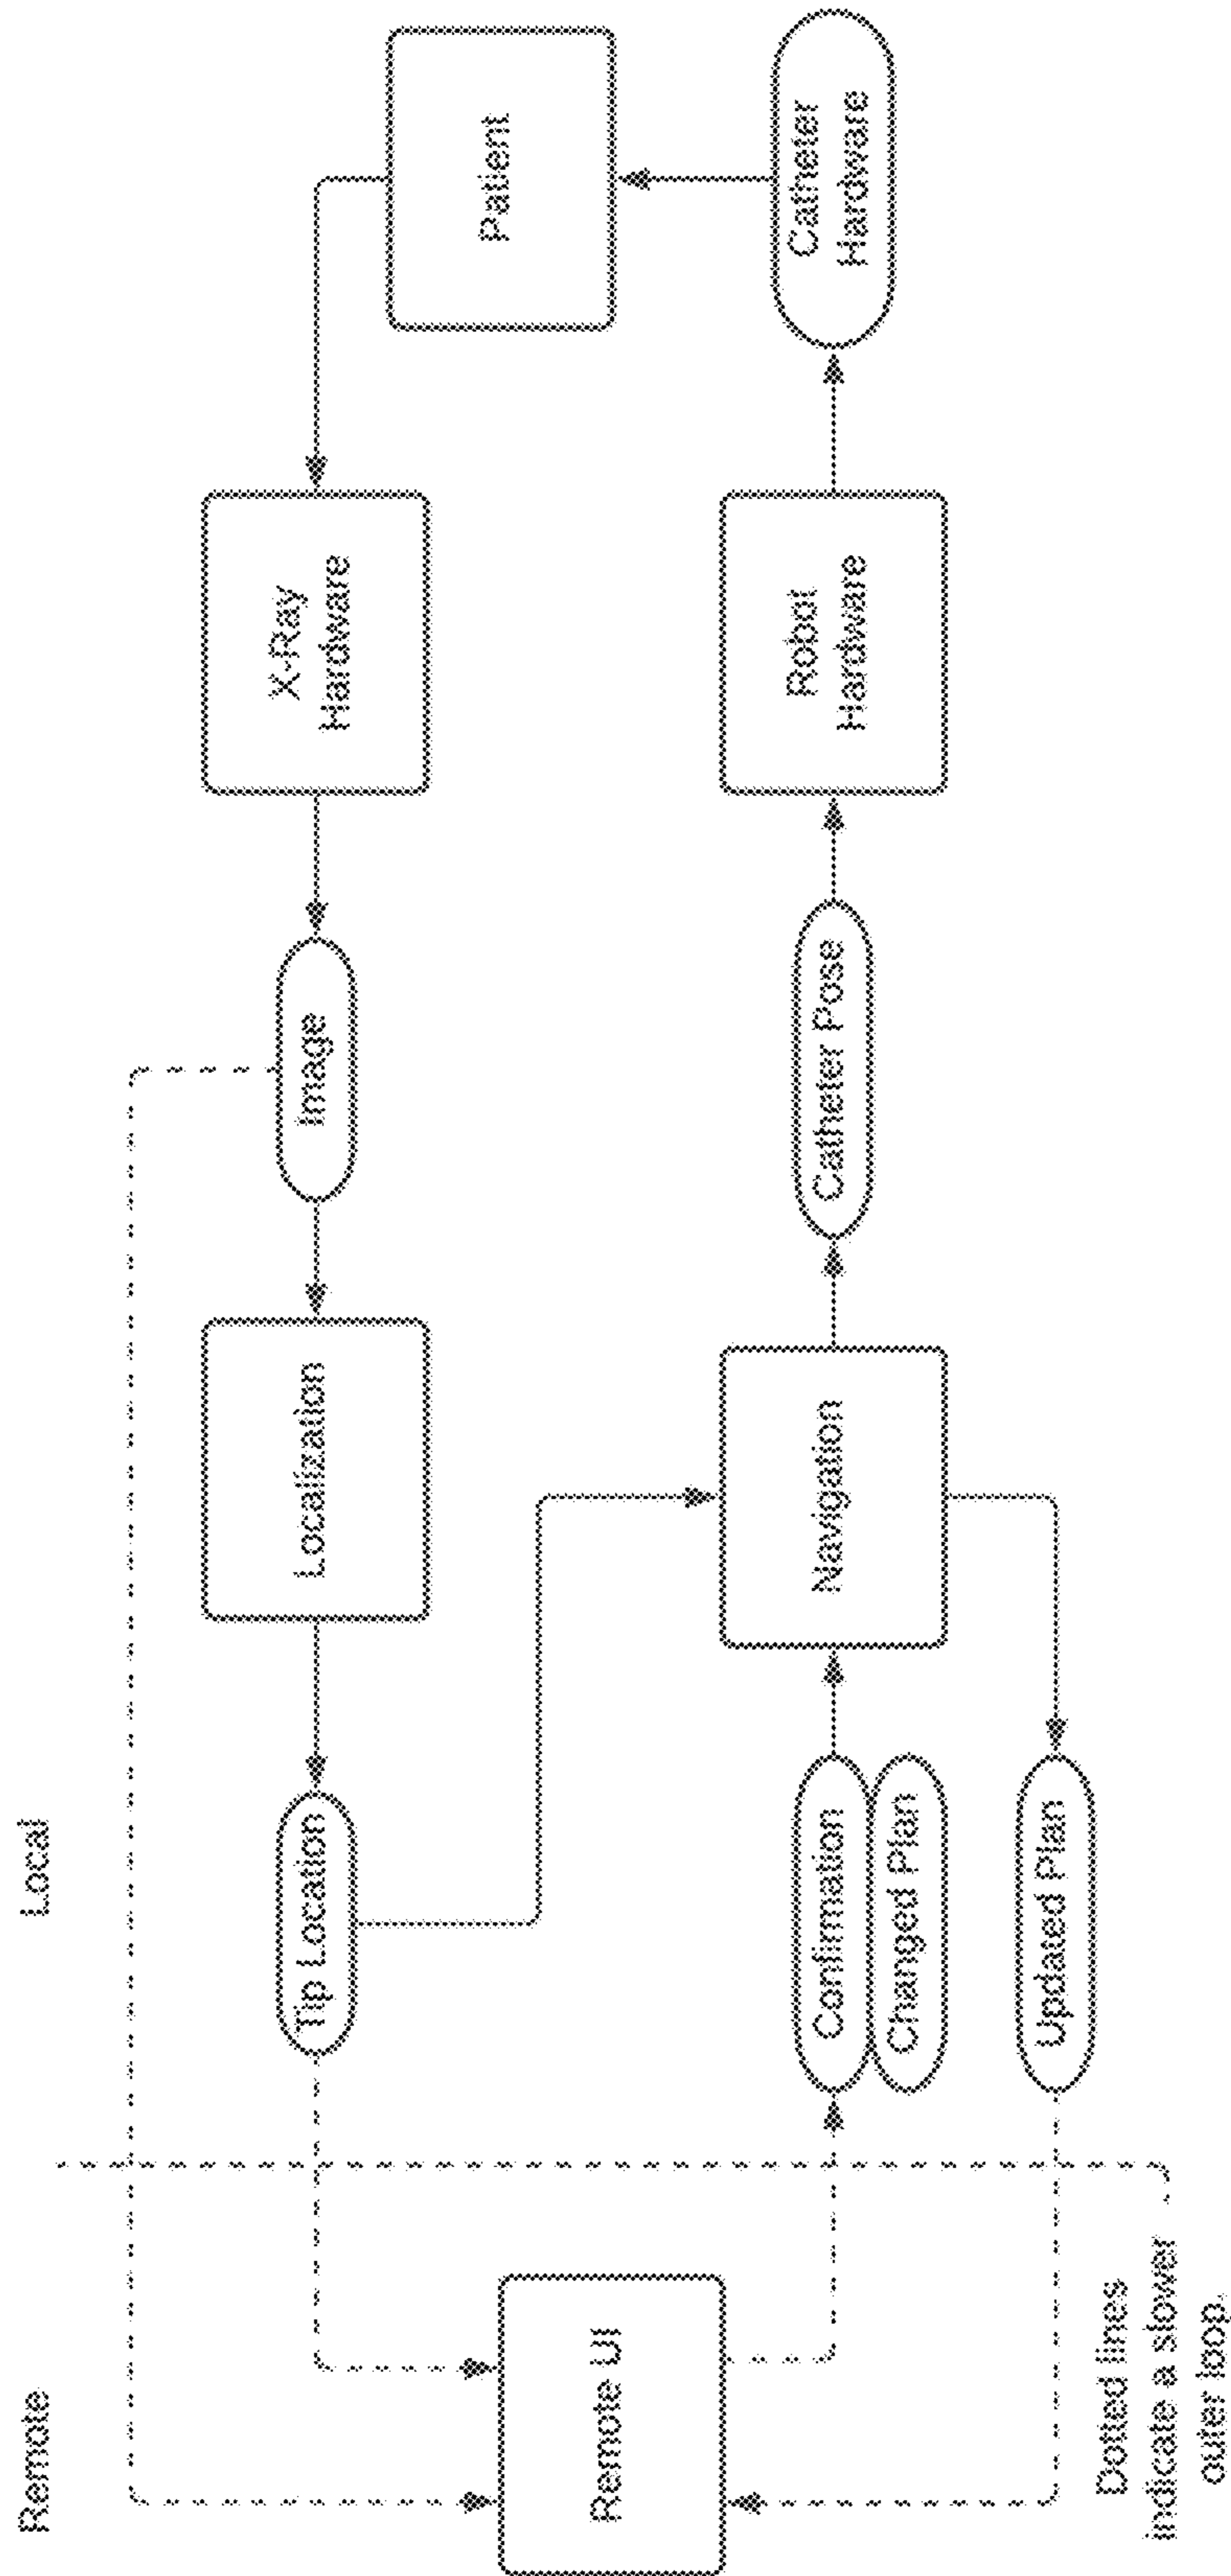 Remote
Local
Remote UI
Tip Location
Localization
Image
X-Ray
Hardware
Patient
Confirmation
Changed Plan
Navigation
Catheter Pose
Robot
Hardware
Catheter
Hardware
Updated Plan
Dotted lines
indicate a slower
outer loop.